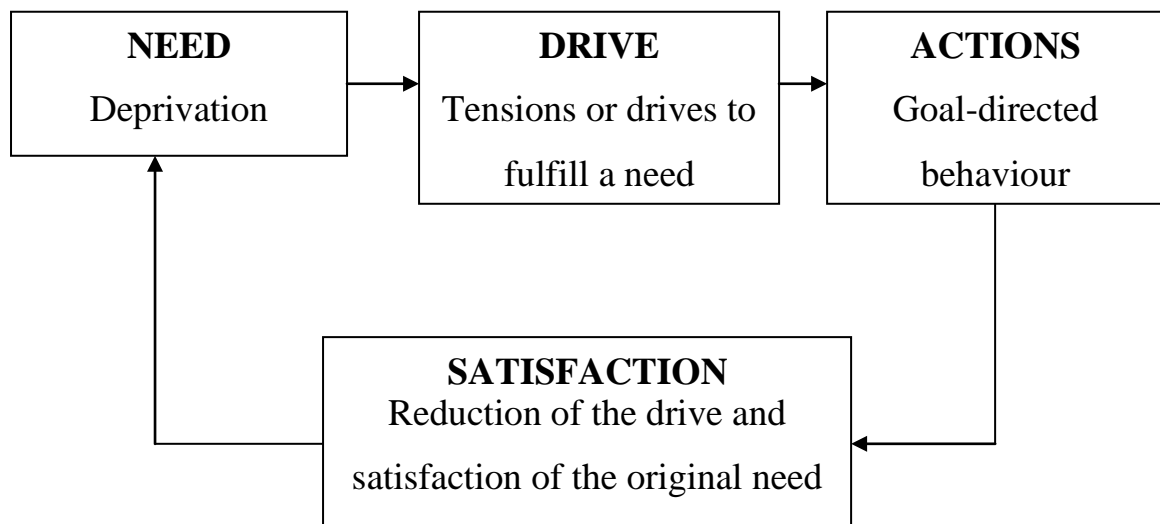 NEED
Deprivation
DRIVE
Tensions or drives to
fulfill a need
ACTIONS
Goal-directed
behaviour
SATISFACTION
Reduction of the drive and
satisfaction of the original need